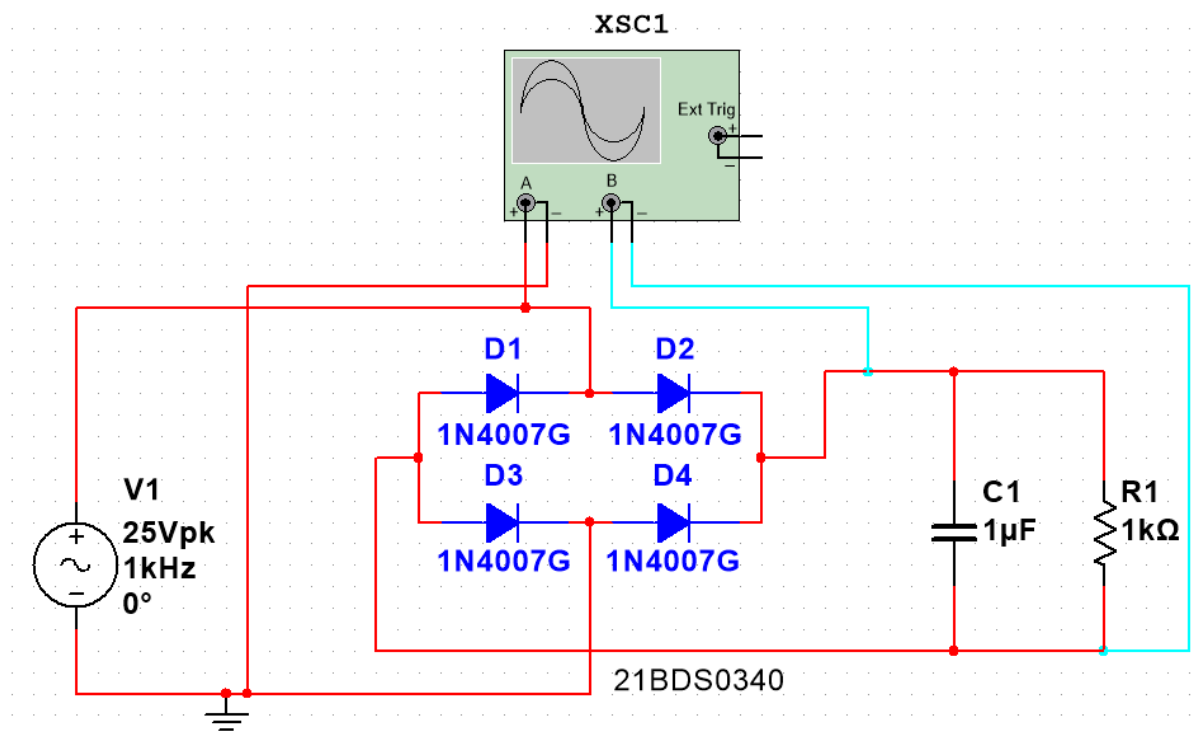 XSC1
Ext Trig
+
_
A
B
+
_
+
_
D1
D2
1N4007G
1N4007G
D3
D4
1N4007G
1N4007G
V1
25Vpk
1kHz
0°
+
−
C1
1µF
R1
1kΩ
21BDS0340